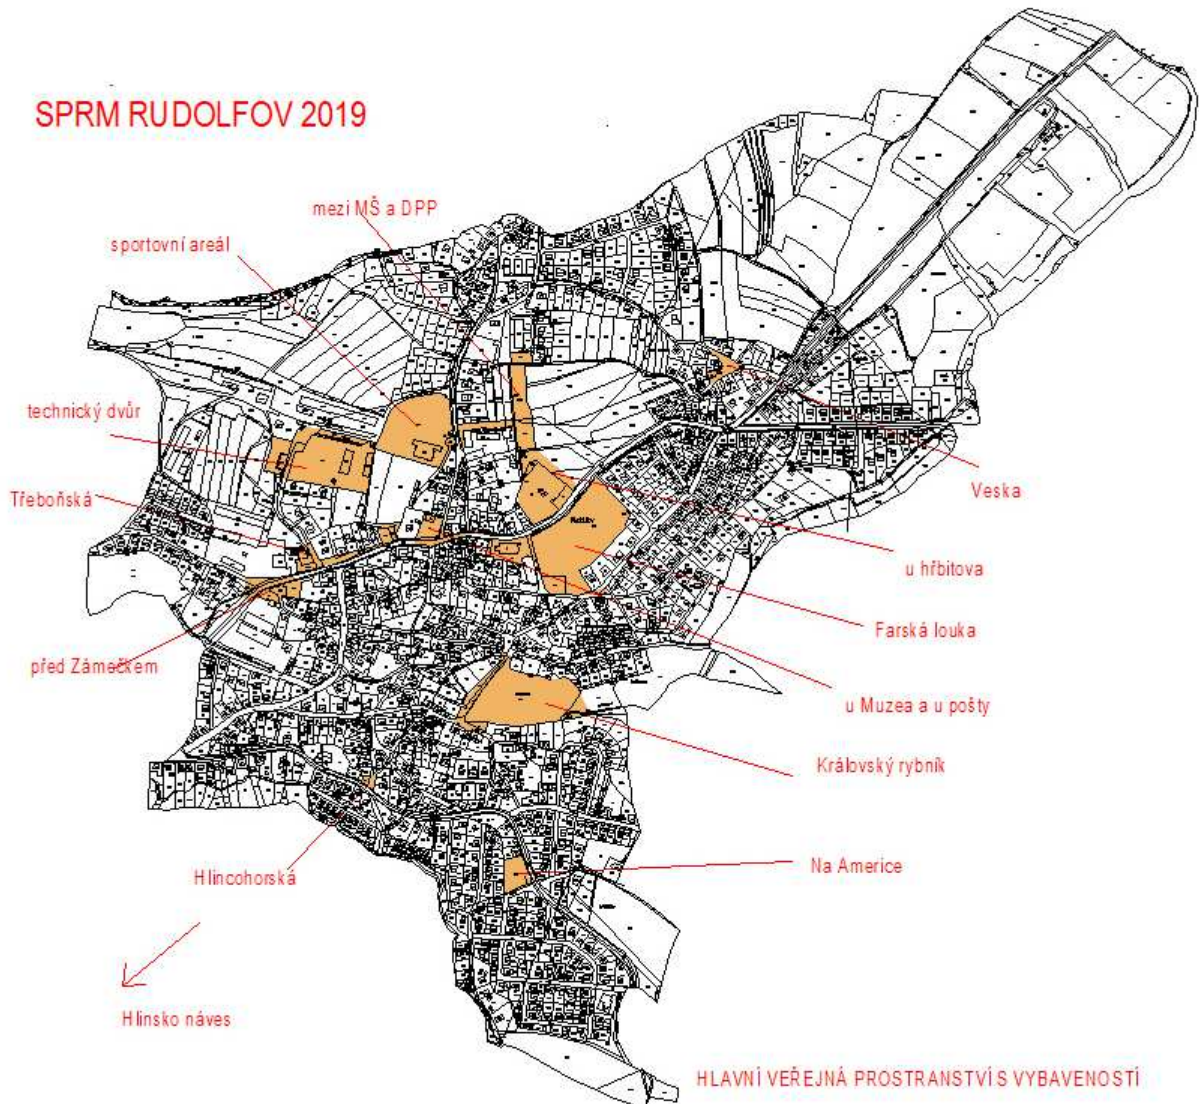 SPRM RUDOLFOV 2019
mezi MŠ a DPP
sportovní areál
technický dvůr
Třeboňská
Veska
u hřbitova
Farská louka
před Zámečkem
u Muzea a u pošty
Královský rybník
Na Americe
Hlincohorská
Hlinsko náves
HLAVNÍ VEŘEJNÁ PROSTRANSTVÍ S VYBAVENOSTÍ